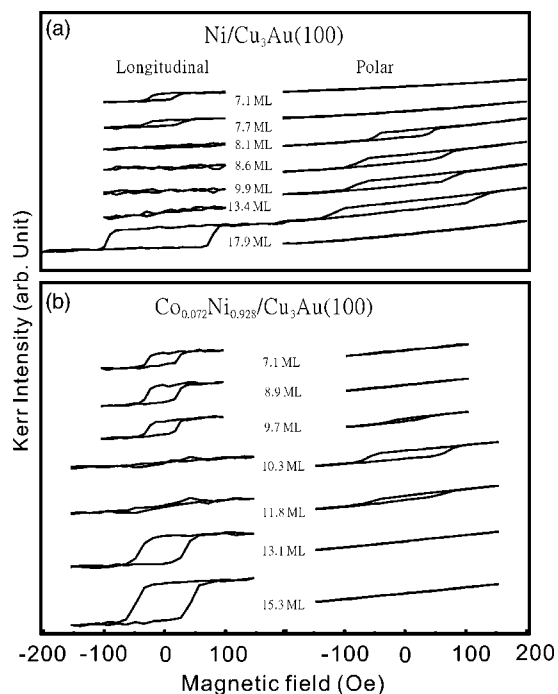 (a)
Ni/Cu3Au(100)
Longitudinal Polar
7.1 ML
7.7 ML
8.1 ML
8.6 ML
9.9 ML
13.4 ML
17.9 ML
Kerr Intensity (arb. Unit)
(b)
Co0.072Ni0.928/Cu3Au(100)
7.1 ML
8.9 ML
9.7 ML
10.3 ML
11.8 ML
13.1 ML
15.3 ML
-200 -100 0 100 -100 0 100 200
Magnetic field (Oe)